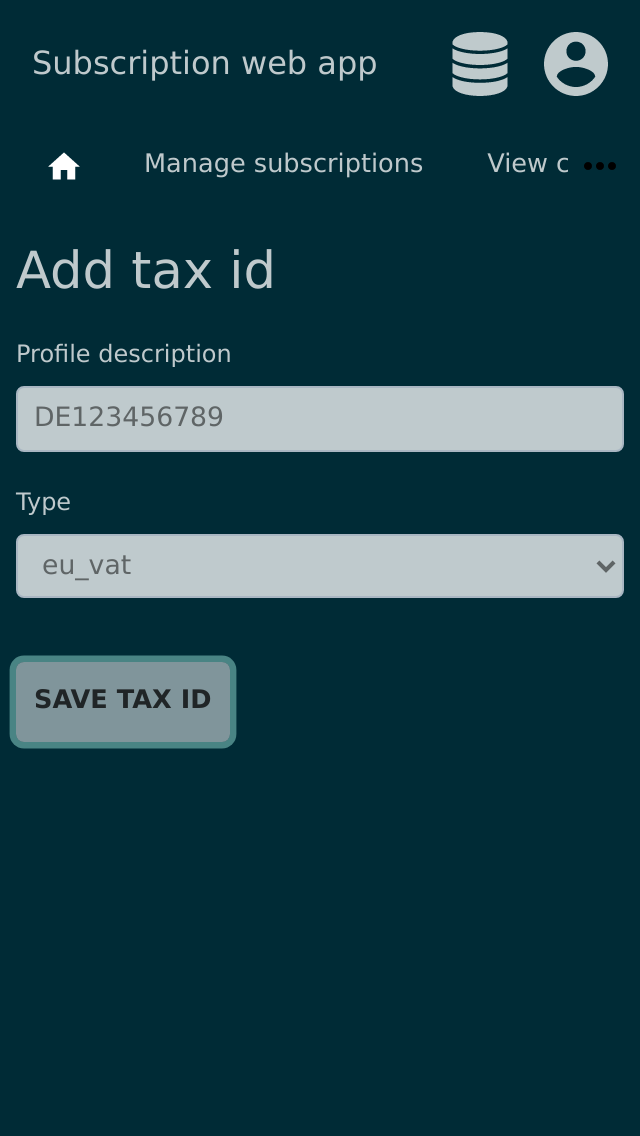 Subscription web app
Manage subscriptions View c
Add tax id
Profile description
DE123456789
Type
eu_vat
SAVE TAX ID